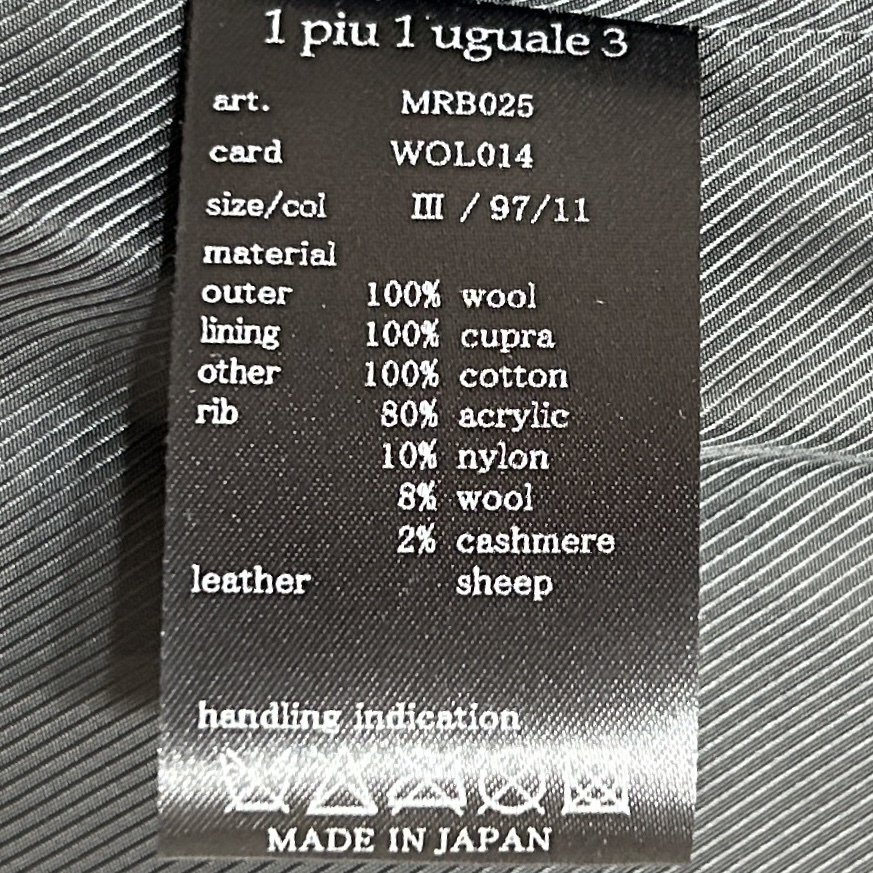 1 piu 1 uguale 3
art. MRB025
card WOL014
size/col III / 97/11
material
outer 100% wool
lining 100% cupra
other 100% cotton
rib 80% acrylic
10% nylon
8% wool
2% cashmere
leather sheep
handling indication
MADE IN JAPAN